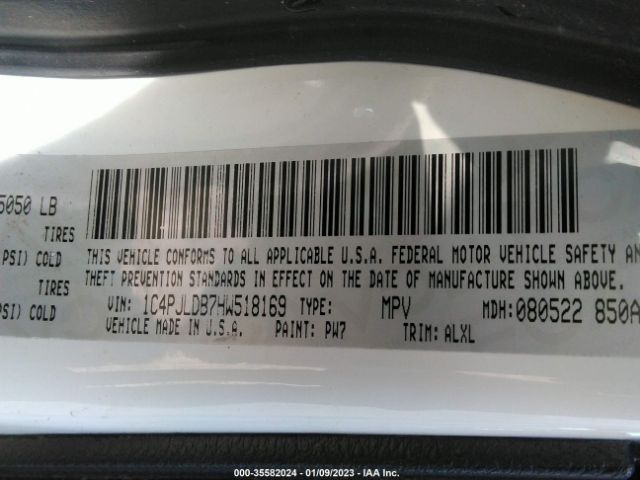 5050 LB
TIRES
PSI) COLD
TIRES
PSI) COLD
THIS VEHICLE CONFORMS TO ALL APPLICABLE U.S.A. FEDERAL MOTOR VEHICLE SAFETY AN
THEFT PREVENTION STANDARDS IN EFFECT ON THE DATE OF MANUFACTURE SHOWN ABOVE.
VIN: 1C4PJLDB7HW518169 TYPE: MPV MDH:080522 850A
VEHICLE MADE IN U.S.A. PAINT: PW7 TRIM: ALXL
000-35582024 - 01/09/2023 - IAA Inc.